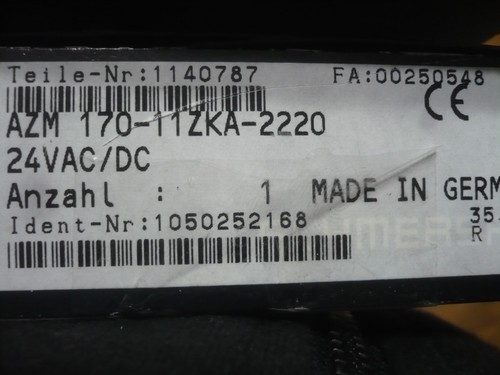 Teile-Nr:1140787 FA:00250548
AZM 170-11ZKA-2220
24VAC/DC
Anzahl : 1 MADE IN GERM
Ident-Nr:1050252168 35
R
CE